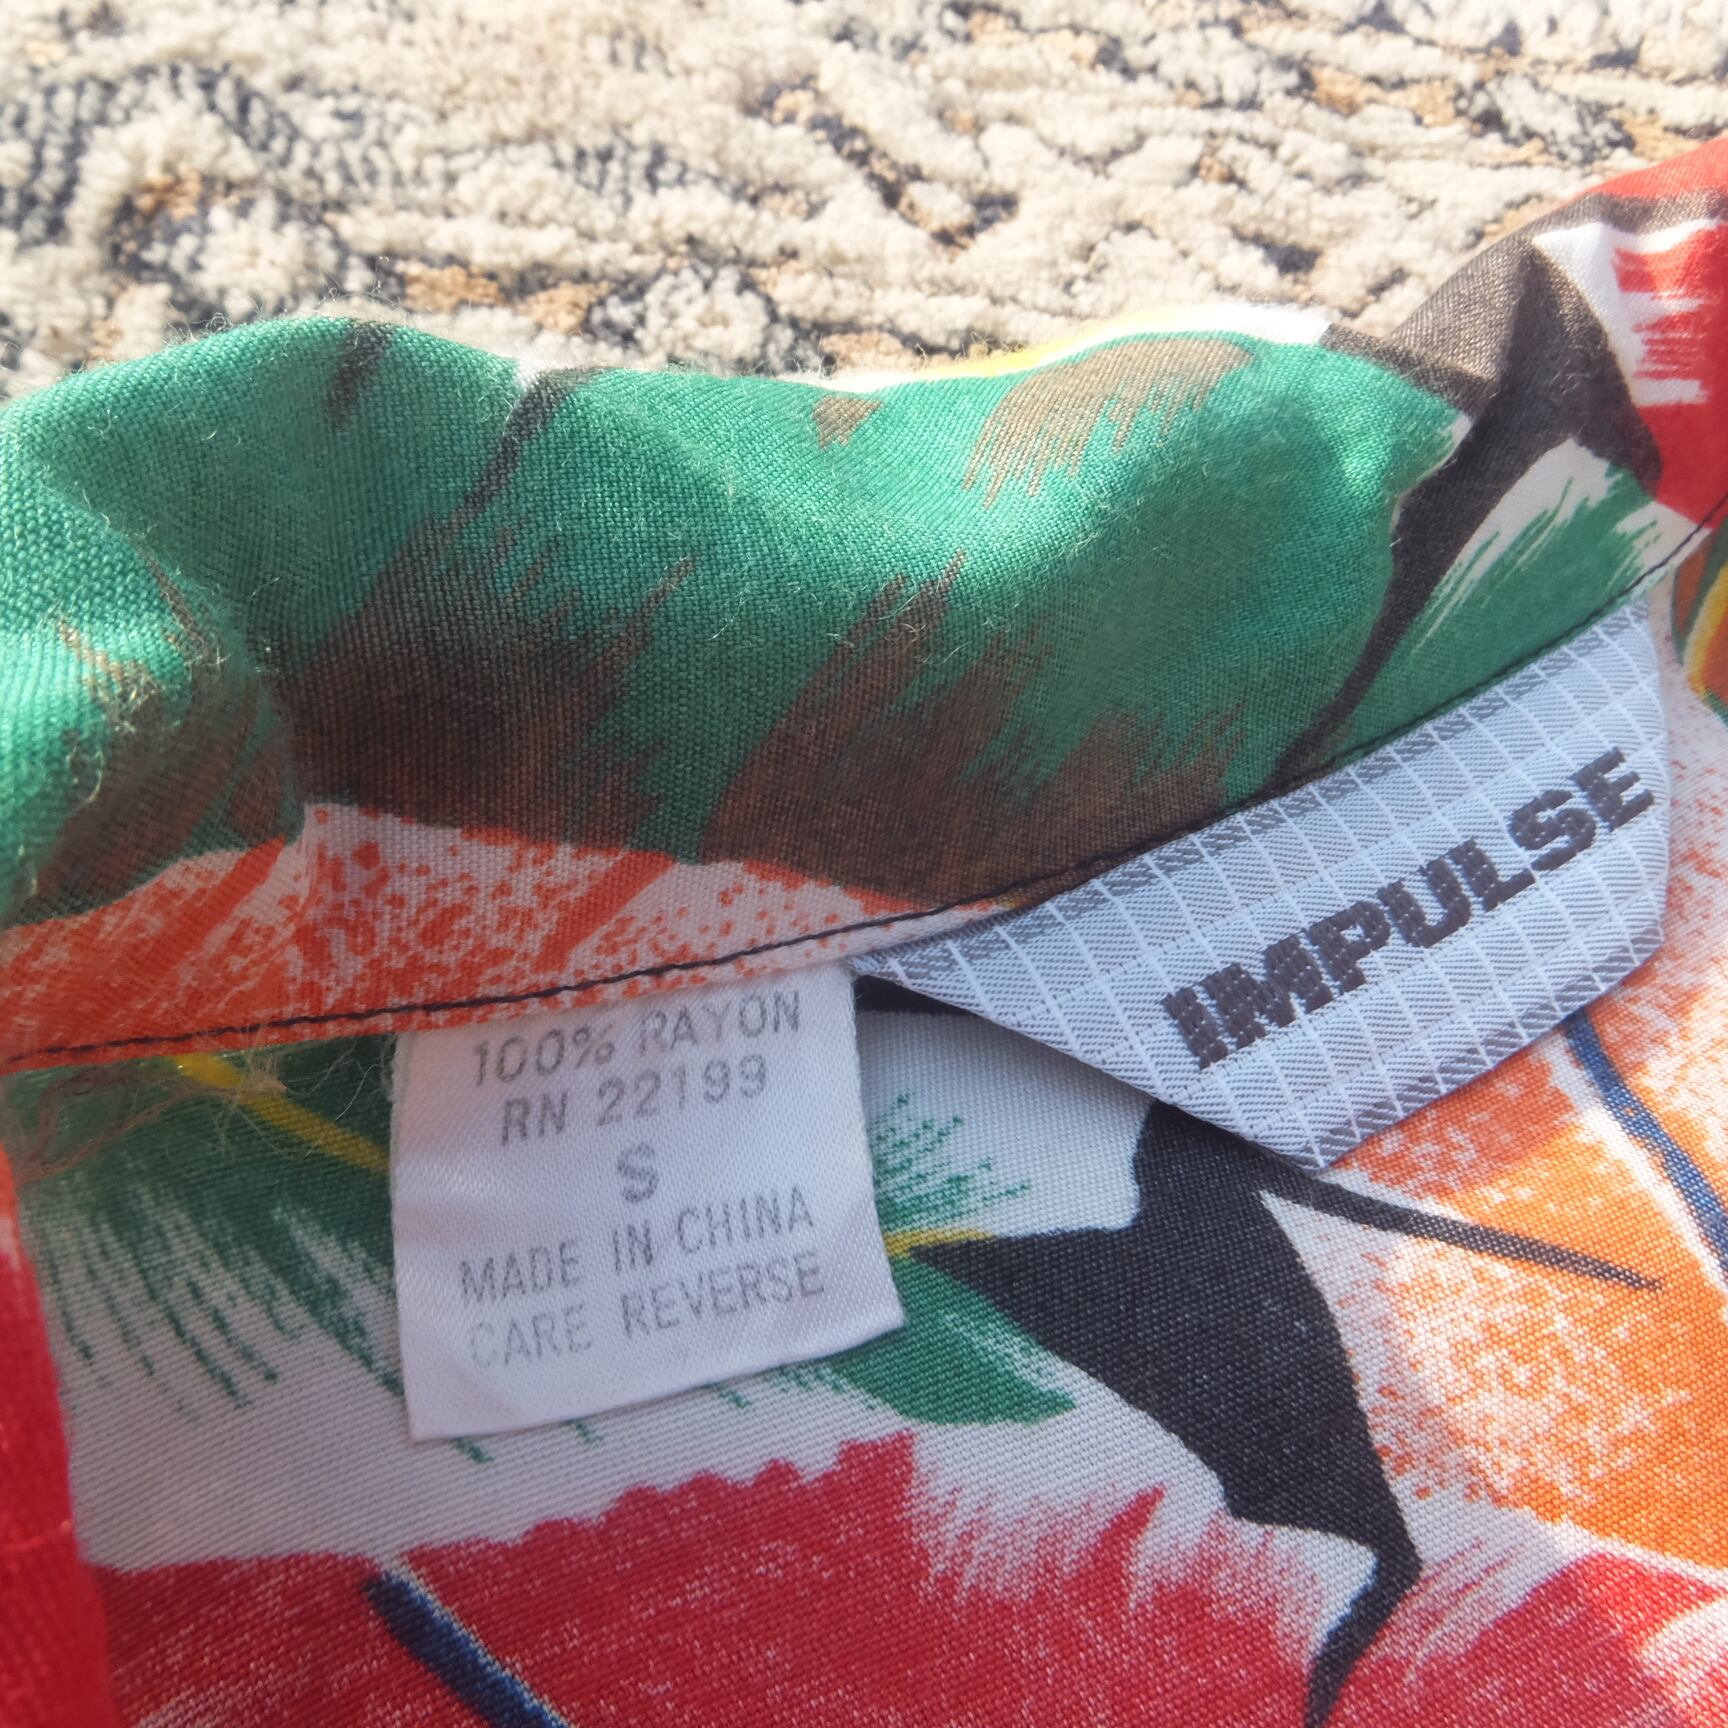 IMPULSE
100% RAYON
RN 22199
S
MADE IN CHINA
CARE REVERSE